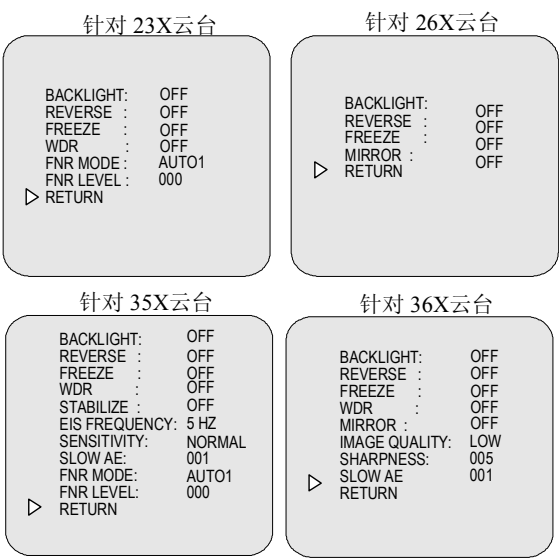 针对 23X云台
BACKLIGHT: OFF
REVERSE : OFF
FREEZE : OFF
WDR : OFF
FNR MODE : AUTO1
FNR LEVEL : 000
RETURN
针对 26X云台
BACKLIGHT: OFF
REVERSE : OFF
FREEZE : OFF
MIRROR : OFF
RETURN
针对 35X云台
BACKLIGHT: OFF
REVERSE : OFF
FREEZE : OFF
WDR : OFF
STABILIZE : OFF
EIS FREQUENCY: 5 HZ
SENSITIVITY: NORMAL
SLOW AE: 001
FNR MODE: AUTO1
FNR LEVEL: 000
RETURN
针对 36X云台
BACKLIGHT: OFF
REVERSE : OFF
FREEZE : OFF
WDR : OFF
MIRROR : OFF
IMAGE QUALITY: LOW
SHARPNESS: 005
SLOW AE 001
RETURN